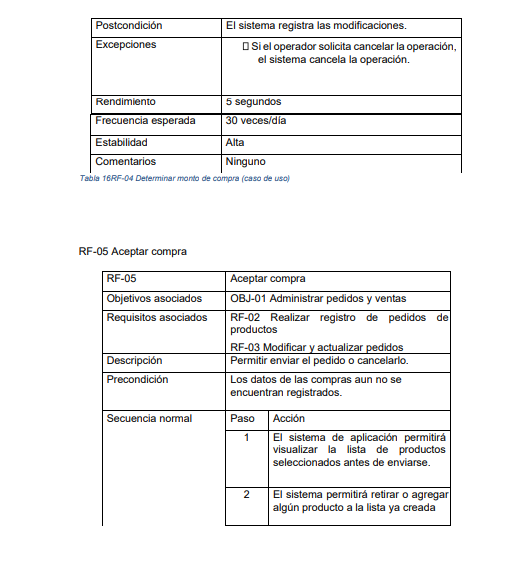 Postcondición El sistema registra las modificaciones.
Excepciones Si el operador solicita cancelar la operación,
el sistema cancela la operación.
Rendimiento 5 segundos
Frecuencia esperada 30 veces/día
Estabilidad Alta
Comentarios Ninguno
Tabla 16RF-04 Determinar monto de compra (caso de uso)
RF-05 Aceptar compra
RF-05 Aceptar compra
Objetivos asociados OBJ-01 Administrar pedidos y ventas
Requisitos asociados RF-02 Realizar registro de pedidos de
productos
RF-03 Modificar y actualizar pedidos
Descripción Permitir enviar el pedido o cancelarlo.
Precondición Los datos de las compras aun no se
encuentran registrados.
Secuencia normal Paso Acción
1 El sistema de aplicación permitirá
visualizar la lista de productos
seleccionados antes de enviarse.
2 El sistema permitirá retirar o agregar
algún producto a la lista ya creada